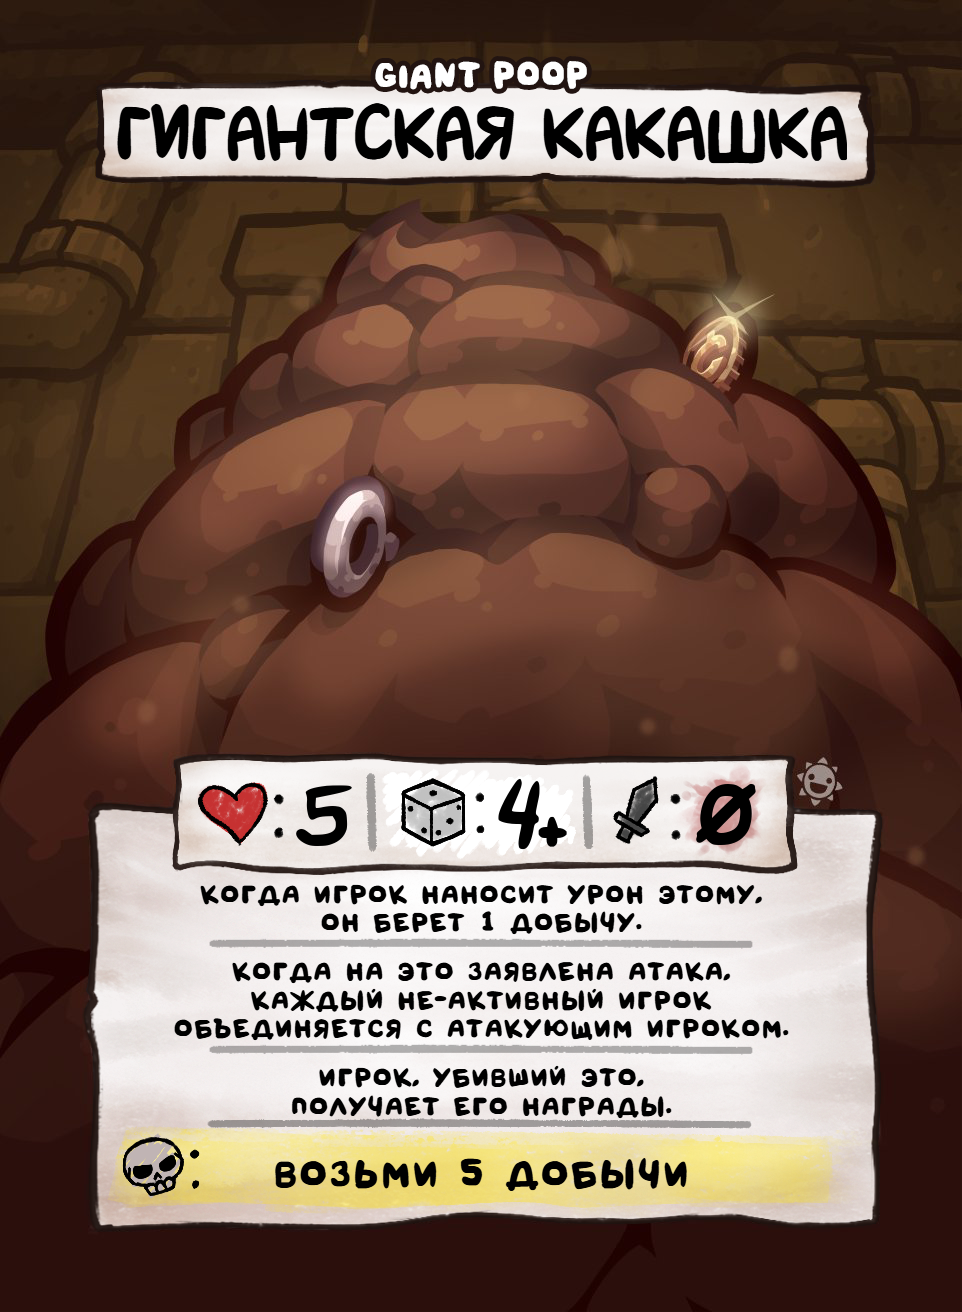 GIANT POOP
ГИГАНТСКАЯ КАКАШКА
: 5 : 4+ : 0
КОГДА ИГРОК НАНОСИТ УРОН ЭТОМУ,
ОН БЕРЕТ 1 ДОБЫЧУ.
КОГДА НА ЭТО ЗАЯВЛЕНА АТАКА,
КАЖДЫЙ НЕ-АКТИВНЫЙ ИГРОК
ОБЪЕДИНЯЕТСЯ С АТАКУЮЩИМ ИГРОКОМ.
ИГРОК, УБИВШИЙ ЭТО,
ПОЛУЧАЕТ ЕГО НАГРАДЫ.
: ВОЗЬМИ 5 ДОБЫЧИ